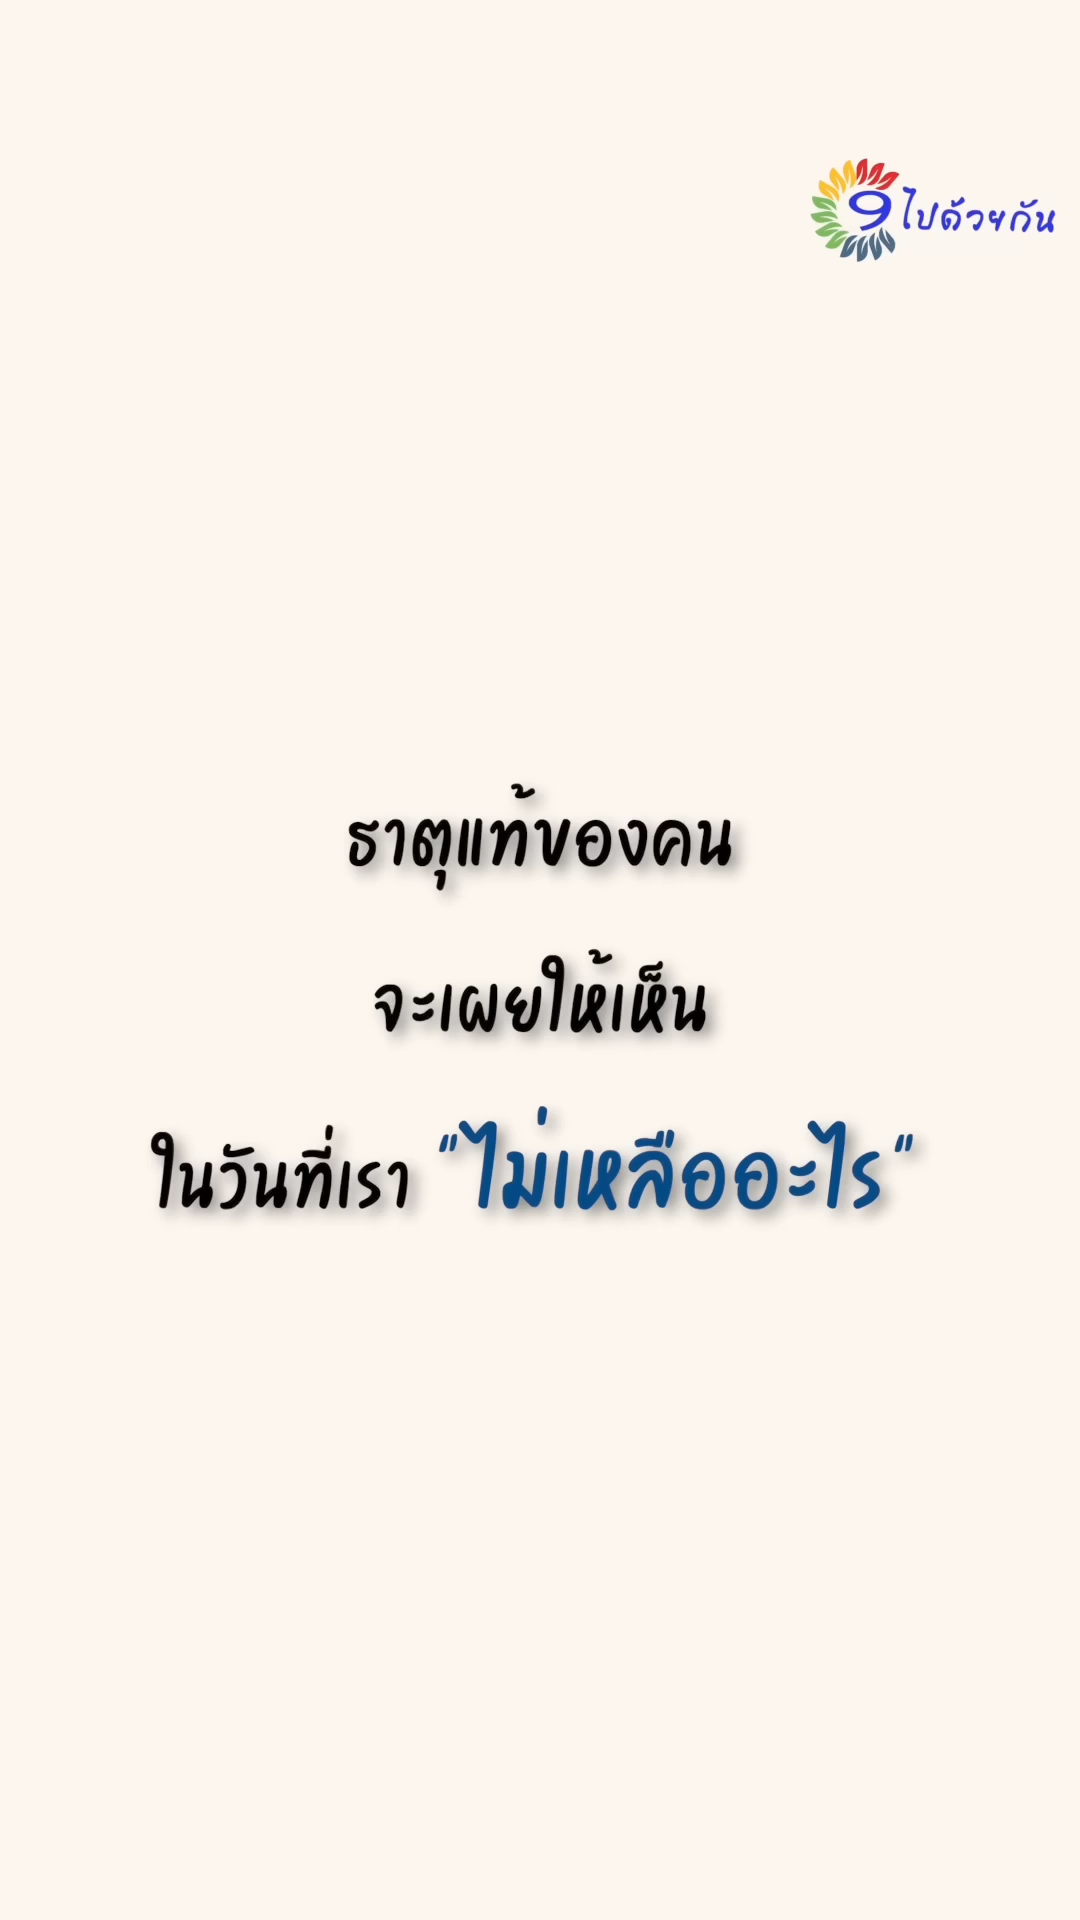 9 ไปด้วยกัน
ธาตุแท้ของคน
จะเผยให้เห็น
ในวันที่เรา "ไม่เหลืออะไร"